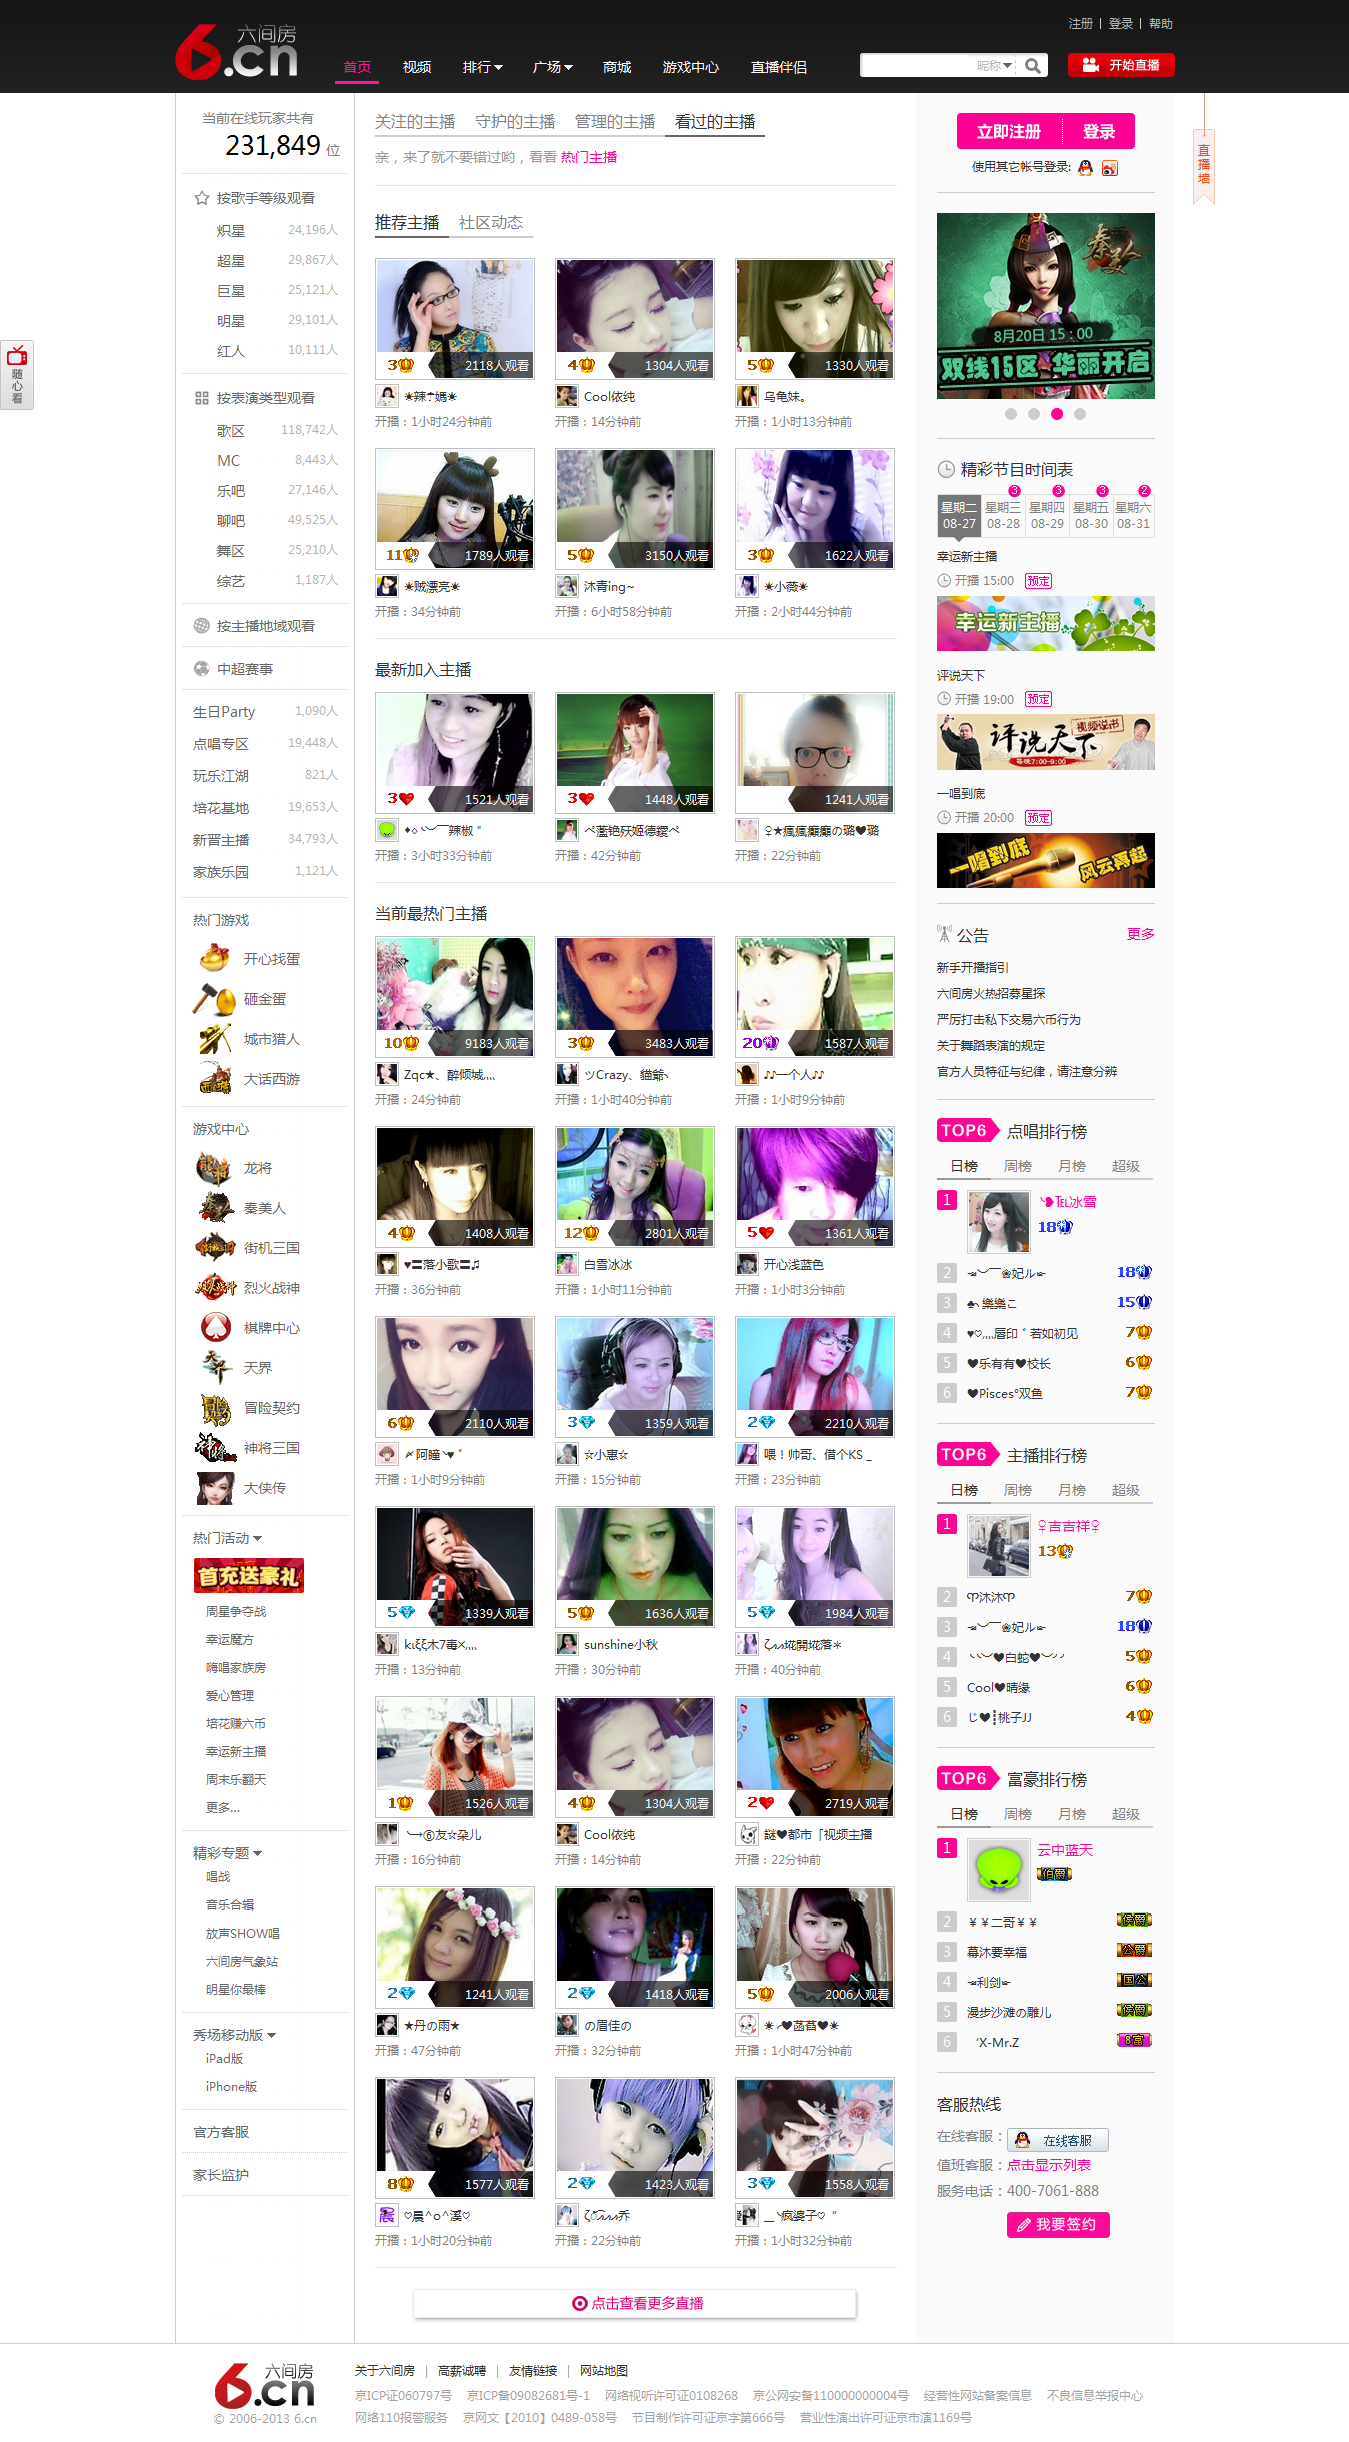 六间房
6.cn
注册 | 登录 | 帮助
首页 视频 排行 广场 商城 游戏中心 直播伴侣
昵称
开始直播
当前在线玩家共有
231,849 位
按歌手等级观看
炽星 24,196人
超星 29,867人
巨星 25,121人
明星 29,101人
红人 10,111人
按表演类型观看
歌区 118,742人
MC 8,443人
乐吧 27,146人
聊吧 49,525人
舞区 25,210人
综艺 1,187人
按主播地域观看
中超赛事
生日Party 1,090人
点唱专区 19,448人
玩乐江湖 821人
培花基地 19,653人
新晋主播 34,793人
家族乐园 1,121人
热门游戏
开心找蛋
砸金蛋
城市猎人
大话西游
游戏中心
龙将
秦美人
街机三国
烈火战神
棋牌中心
天界
冒险契约
神将三国
大侠传
热门活动
首充送豪礼
周星争夺战
幸运魔方
嗨唱家族房
爱心管理
培花赚六币
幸运新主播
周末乐翻天
更多...
精彩专题
唱战
音乐合辑
放声SHOW唱
六间房气象站
明星你最棒
秀场移动版
iPad版
iPhone版
官方客服
家长监护
随心看
关注的主播 守护的主播 管理的主播 看过的主播
亲，来了就不要错过哟，看看 热门主播
推荐主播 社区动态
3 2118人观看
4 1304人观看
5 1330人观看
☀辣☂嫣☀
Cool依纯
乌龟妹。
开播：1小时24分钟前
开播：14分钟前
开播：1小时13分钟前
11 1789人观看
5 3150人观看
3 1622人观看
☀贼漂亮☀
沐青ing~
☀小薇☀
开播：34分钟前
开播：6小时58分钟前
开播：2小时44分钟前
最新加入主播
3 1521人观看
3 1448人观看
1241人观看
开播：3小时33分钟前
开播：42分钟前
开播：22分钟前
当前最热门主播
10 9183人观看
3 3483人观看
20 1587人观看
Zqc★、醉倾城灬
ツCrazy、貓爺
♪♪一个人♪♪
开播：24分钟前
开播：1小时40分钟前
开播：1小时9分钟前
4 1408人观看
12 2801人观看
5 1361人观看
♥〓落小歌〓♫
白雪冰冰
开心浅蓝色
开播：36分钟前
开播：1小时11分钟前
开播：1小时3分钟前
6 2110人观看
3 1359人观看
2 2210人观看
阿瞳
☆小惠☆
喂！帅哥、借个KS _
开播：1小时9分钟前
开播：15分钟前
开播：23分钟前
5 1339人观看
5 1636人观看
5 1984人观看
kιξξ木7毒×灬
sunshine小秋
开播：13分钟前
开播：30分钟前
开播：40分钟前
1 1526人观看
4 1304人观看
2 2719人观看
⑥友☆朶儿
Cool依纯
謎♥都市「视频主播
开播：16分钟前
开播：14分钟前
开播：22分钟前
2 1241人观看
2 1418人观看
5 2006人观看
★丹の雨★
の眉佳の
开播：47分钟前
开播：32分钟前
开播：1小时47分钟前
8 1577人观看
2 1423人观看
3 1558人观看
♡晨^o^溪♡
疯婆子♡
开播：1小时20分钟前
开播：22分钟前
开播：1小时32分钟前
点击查看更多直播
立即注册 登录
使用其它帐号登录:
直播墙
秦美人
8月20日 15：00
双线15区 华丽开启
精彩节目时间表
3 3 3 2
星期二 星期三 星期四 星期五 星期六
08-27 08-28 08-29 08-30 08-31
幸运新主播
开播 15:00 预定
幸运新主播
评说天下
开播 19:00 预定
评说天下 视频说书
每晚7:00-9:00
一唱到底
开播 20:00 预定
一唱到底 风云再起
公告 更多
新手开播指引
六间房火热招募星探
严厉打击私下交易六币行为
关于舞蹈表演的规定
官方人员特征与纪律，请注意分辨
TOP6 点唱排行榜
日榜 周榜 月榜 超级
1 ℡冰雪
18
2 ❀妃ル 18
3 樂樂こ 15
4 ♥♡灬唇印゛若如初见 7
5 ♥乐有有♥校长 6
6 ♥Pisces°双鱼 7
TOP6 主播排行榜
日榜 周榜 月榜 超级
1 ♀吉吉祥♀
13
2 沐沐 7
3 ❀妃ル 18
4 ♥白蛇♥ 5
5 Cool♥晴缘 6
6 じ♥┋桃子JJ 4
TOP6 富豪排行榜
日榜 周榜 月榜 超级
1 云中蓝天
伯爵
2 ￥￥二哥￥￥ 侯爵
3 幕沐要幸福 公爵
4 利剑 国公
5 漫步沙滩の雕儿 侯爵
6 'X-Mr.Z 8富
客服热线
在线客服： 在线客服
值班客服：点击显示列表
服务电话：400-7061-888
我要签约
六间房
6.cn
© 2006-2013 6.cn
关于六间房 | 高薪诚聘 | 友情链接 | 网站地图
京ICP证060797号 京ICP备09082681号-1 网络视听许可证0108268 京公网安备110000000004号 经营性网站备案信息 不良信息举报中心
网络110报警服务 京网文【2010】0489-058号 节目制作许可证京字第666号 营业性演出许可证京市演1169号